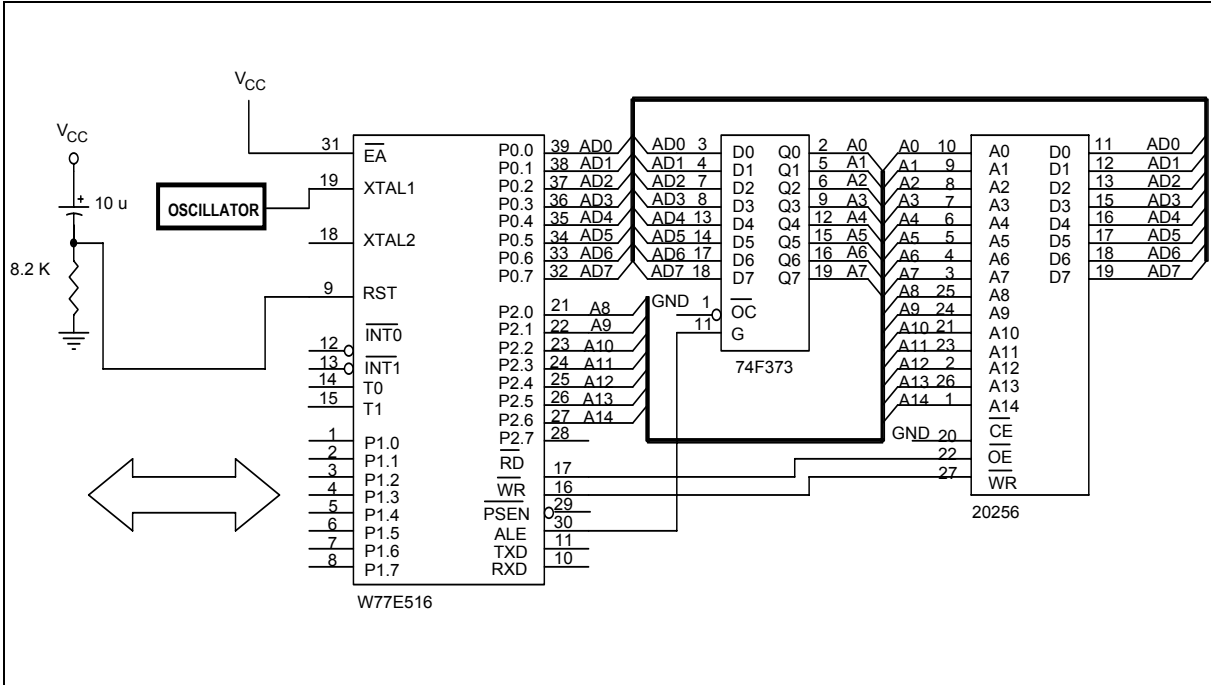 VCC
VCC
+
10 u
8.2 K
OSCILLATOR
31 EA
19 XTAL1
18 XTAL2
9 RST
12 INT0
13 INT1
14 T0
15 T1
1 P1.0
2 P1.1
3 P1.2
4 P1.3
5 P1.4
6 P1.5
7 P1.6
8 P1.7
P0.0 39 AD0
P0.1 38 AD1
P0.2 37 AD2
P0.3 36 AD3
P0.4 35 AD4
P0.5 34 AD5
P0.6 33 AD6
P0.7 32 AD7
P2.0 21 A8
P2.1 22 A9
P2.2 23 A10
P2.3 24 A11
P2.4 25 A12
P2.5 26 A13
P2.6 27 A14
P2.7 28
RD 17
WR 16
PSEN 29
ALE 30
TXD 11
RXD 10
W77E516
AD0 3 D0 Q0 2 A0
AD1 4 D1 Q1 5 A1
AD2 7 D2 Q2 6 A2
AD3 8 D3 Q3 9 A3
AD4 13 D4 Q4 12 A4
AD5 14 D5 Q5 15 A5
AD6 17 D6 Q6 16 A6
AD7 18 D7 Q7 19 A7
GND 1 OC
11 G
74F373
A0 10 A0 D0 11 AD0
A1 9 A1 D1 12 AD1
A2 8 A2 D2 13 AD2
A3 7 A3 D3 15 AD3
A4 6 A4 D4 16 AD4
A5 5 A5 D5 17 AD5
A6 4 A6 D6 18 AD6
A7 3 A7 D7 19 AD7
A8 25 A8
A9 24 A9
A10 21 A10
A11 23 A11
A12 2 A12
A13 26 A13
A14 1 A14
GND 20 CE
22 OE
27 WR
20256